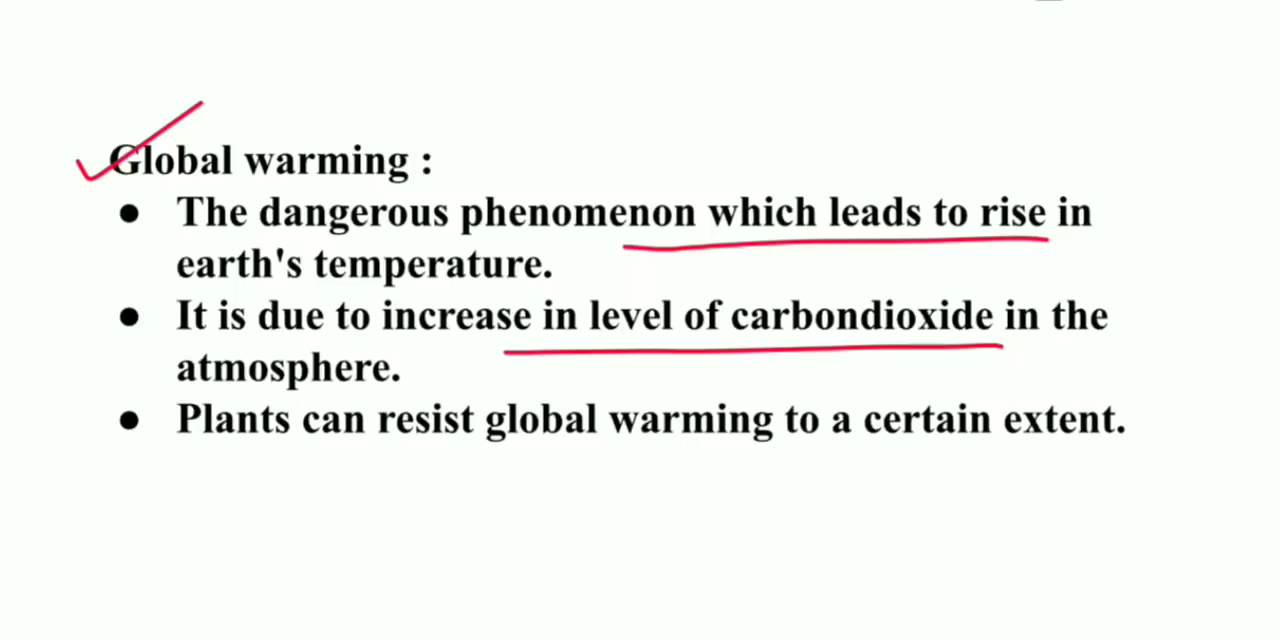 Global warming :
● The dangerous phenomenon which leads to rise in
earth's temperature.
● It is due to increase in level of carbondioxide in the
atmosphere.
● Plants can resist global warming to a certain extent.